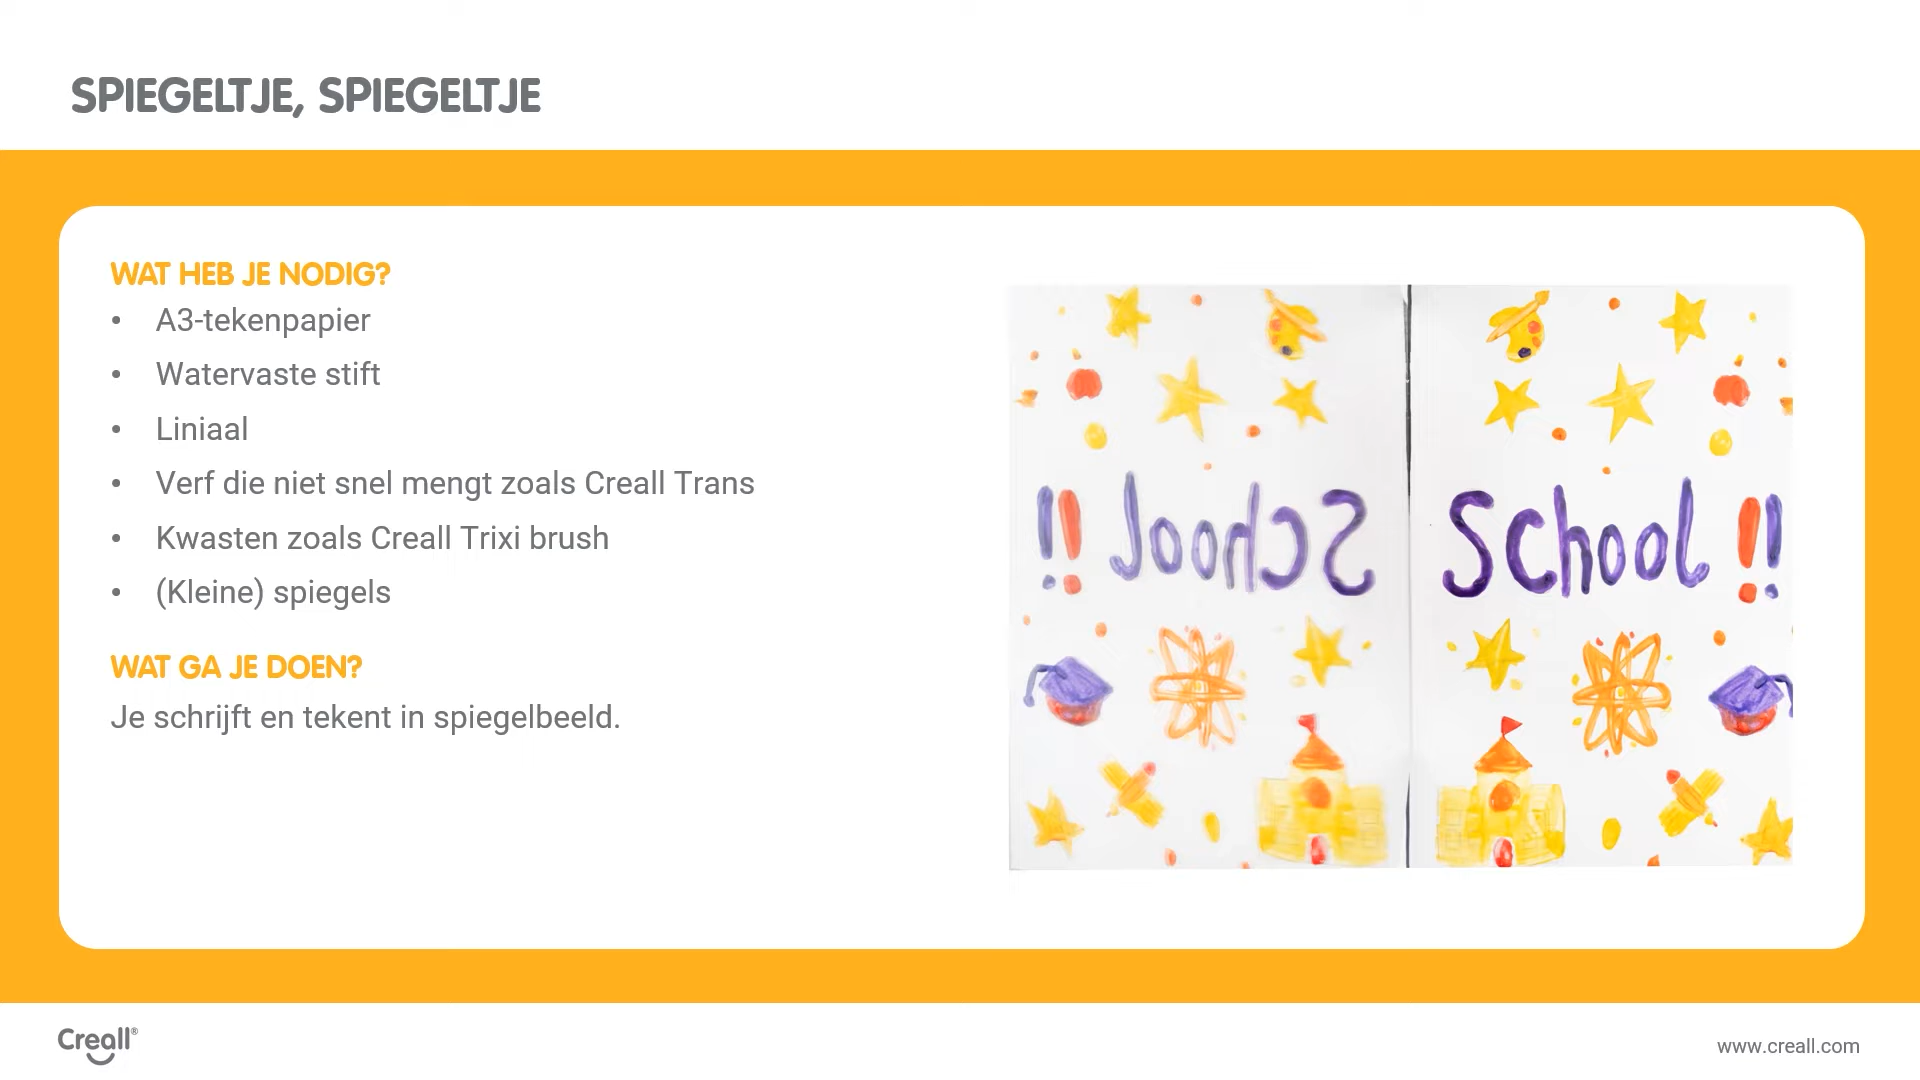 SPIEGELTJE, SPIEGELTJE
WAT HEB JE NODIG?
• A3-tekenpapier
• Watervaste stift
• Liniaal
• Verf die niet snel mengt zoals Creall Trans
• Kwasten zoals Creall Trixi brush
• (Kleine) spiegels
WAT GA JE DOEN?
Je schrijft en tekent in spiegelbeeld.
School !! School !!
Creall®
www.creall.com